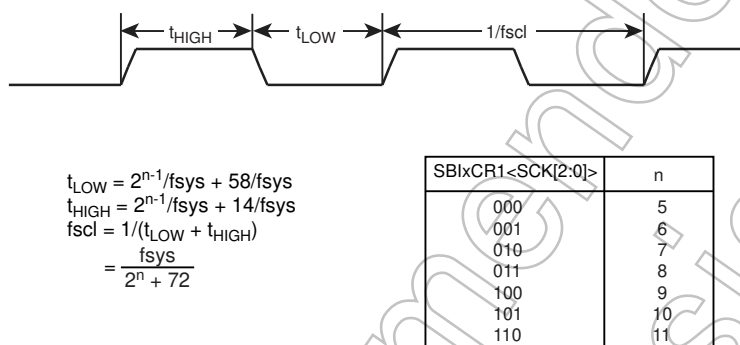 tHIGH tLOW 1/fscl
tLOW = 2n-1/fsys + 58/fsys
tHIGH = 2n-1/fsys + 14/fsys
fscl = 1/(tLOW + tHIGH)
= fsys
2n + 72
SBIxCR1<SCK[2:0]> n
000 5
001 6
010 7
011 8
100 9
101 10
110 11